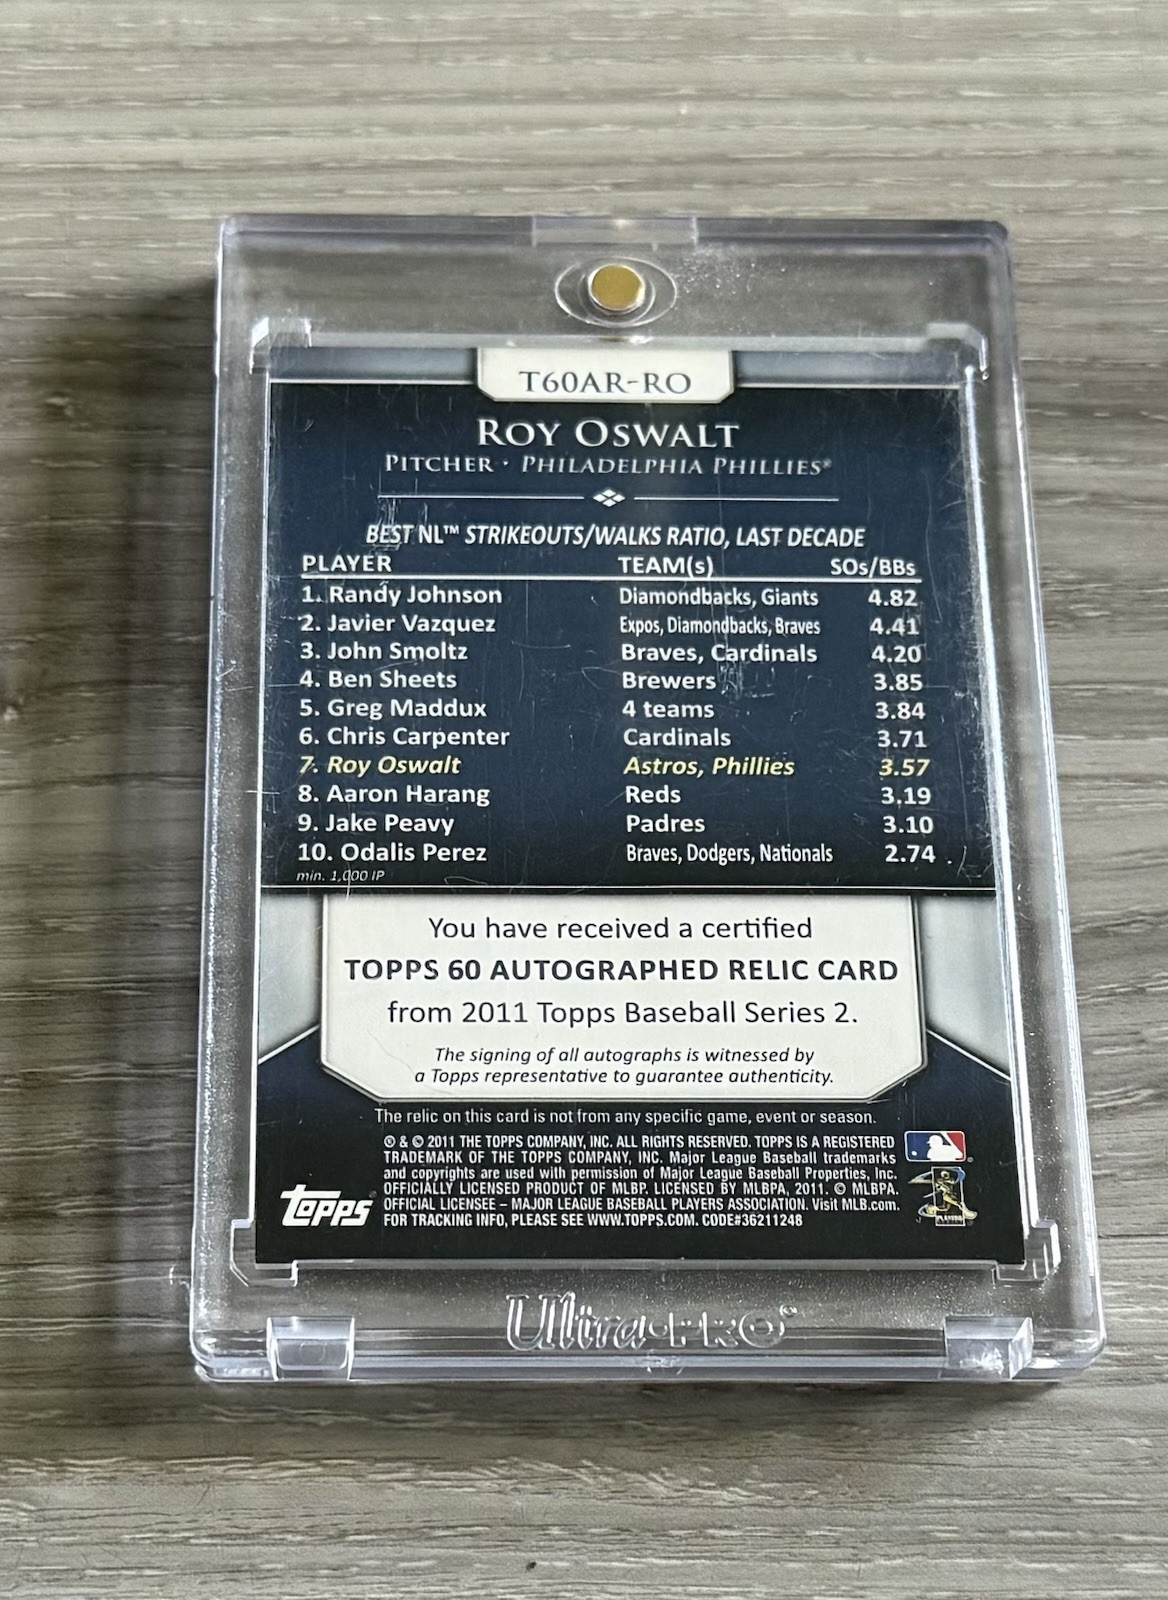 T60AR-RO
ROY OSWALT
PITCHER · PHILADELPHIA PHILLIES®
BEST NL™ STRIKEOUTS/WALKS RATIO, LAST DECADE
PLAYER TEAM(s) SOs/BBs
1. Randy Johnson Diamondbacks, Giants 4.82
2. Javier Vazquez Expos, Diamondbacks, Braves 4.41
3. John Smoltz Braves, Cardinals 4.20
4. Ben Sheets Brewers 3.85
5. Greg Maddux 4 teams 3.84
6. Chris Carpenter Cardinals 3.71
7. Roy Oswalt Astros, Phillies 3.57
8. Aaron Harang Reds 3.19
9. Jake Peavy Padres 3.10
10. Odalis Perez Braves, Dodgers, Nationals 2.74
min. 1,000 IP
You have received a certified
TOPPS 60 AUTOGRAPHED RELIC CARD
from 2011 Topps Baseball Series 2.
The signing of all autographs is witnessed by
a Topps representative to guarantee authenticity.
The relic on this card is not from any specific game, event or season.
® & © 2011 THE TOPPS COMPANY, INC. ALL RIGHTS RESERVED. TOPPS IS A REGISTERED
TRADEMARK OF THE TOPPS COMPANY, INC. Major League Baseball trademarks
and copyrights are used with permission of Major League Baseball Properties, Inc.
OFFICIALLY LICENSED PRODUCT OF MLBP. LICENSED BY MLBPA, 2011. © MLBPA.
OFFICIAL LICENSEE – MAJOR LEAGUE BASEBALL PLAYERS ASSOCIATION. Visit MLB.com.
FOR TRACKING INFO, PLEASE SEE WWW.TOPPS.COM. CODE#36211248
topps®
Ultra•PRO®